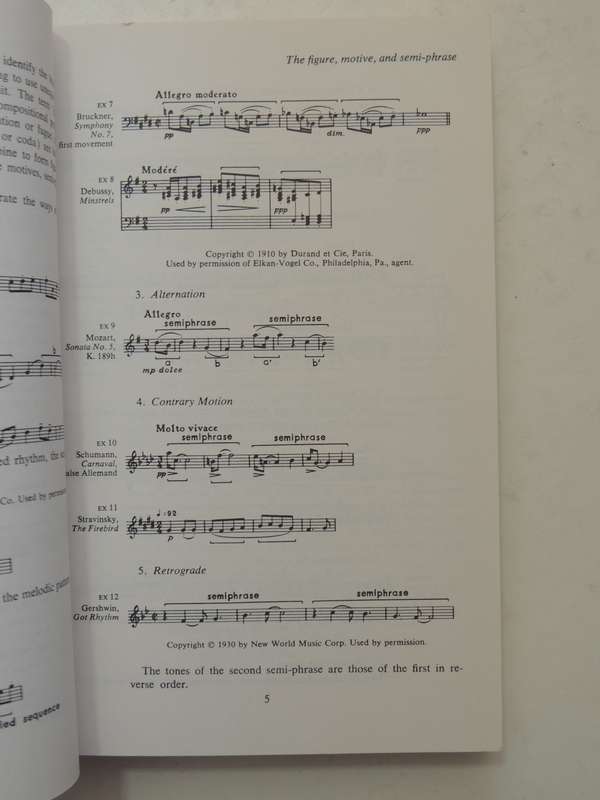 The figure, motive, and semi-phrase
Allegro moderato
EX 7
Bruckner,
Symphony
No. 7,
first movement
pp
dim.
ppp
Modéré
EX 8
Debussy,
Minstrels
pp
ppp
Copyright © 1910 by Durand et Cie, Paris.
Used by permission of Elkan-Vogel Co., Philadelphia, Pa., agent.
3. Alternation
Allegro
semiphrase
semiphrase
EX 9
Mozart,
Sonata No. 5,
K. 189h
a
b
a'
b'
mp dolce
4. Contrary Motion
Molto vivace
semiphrase
semiphrase
EX 10
Schumann,
Carnaval,
alse Allemand
pp
EX 11
Stravinsky,
The Firebird
♩=92
p
5. Retrograde
semiphrase
semiphrase
EX 12
Gershwin,
Got Rhythm
Copyright © 1930 by New World Music Corp. Used by permission.
The tones of the second semi-phrase are those of the first in re-
verse order.
5
identify the
ng to use
it. The term
compositional
or coda) are
eine to form
e motives,
rate the ways
b
ed rhythm, the
Co. Used by permission
the melodic
ied sequence